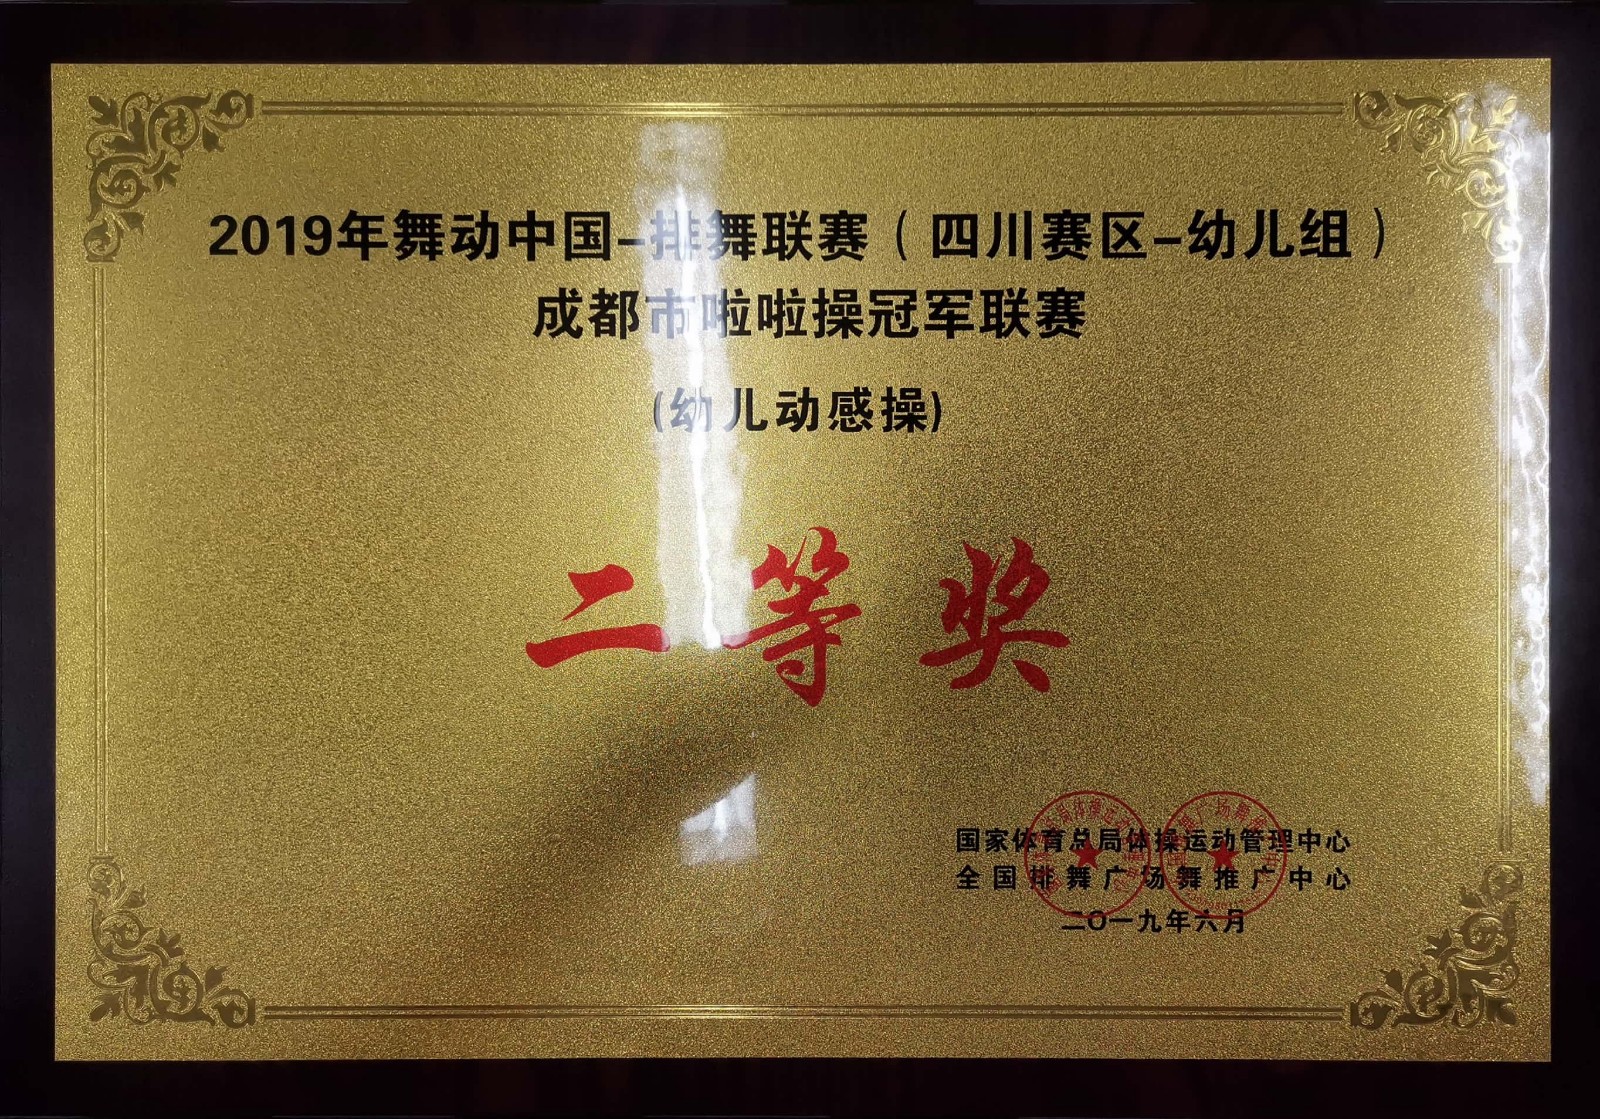 2019年舞动中国-排舞联赛（四川赛区-幼儿组）
成都市啦啦操冠军联赛
(幼儿动感操)
二等奖
国家体育总局体操运动管理中心
全国排舞广场舞推广中心
二〇一九年六月